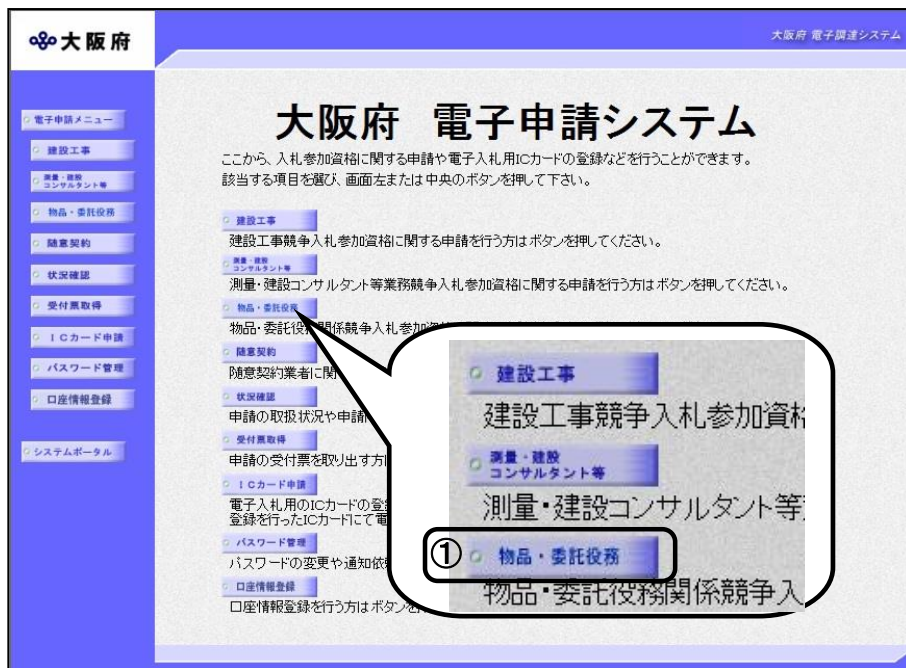 大阪府
大阪府 電子調達システム
電子申請メニュー
建設工事
測量・建設
コンサルタント等
物品・委託役務
随意契約
状況確認
受付票取得
ICカード申請
パスワード管理
口座情報登録
システムポータル
大阪府 電子申請システム
ここから、入札参加資格に関する申請や電子入札用ICカードの登録などを行うことができます。
該当する項目を選び、画面左または中央のボタンを押して下さい。
建設工事
建設工事競争入札参加資格に関する申請を行う方はボタンを押してください。
測量・建設
コンサルタント等
測量・建設コンサルタント等業務競争入札参加資格に関する申請を行う方はボタンを押してください。
物品・委託役務
物品・委託役務関係競争入札参加
随意契約
随意契約業者に関
状況確認
申請の取扱状況や申請
受付票取得
申請の受付票を取り出す方
ICカード申請
電子入札用のICカードの登
登録を行ったICカードにて電
パスワード管理
パスワードの変更や通知依
口座情報登録
口座情報登録を行う方はボタンを
建設工事
建設工事競争入札参加資格
測量・建設
コンサルタント等
測量・建設コンサルタント等
① 物品・委託役務
物品・委託役務関係競争入